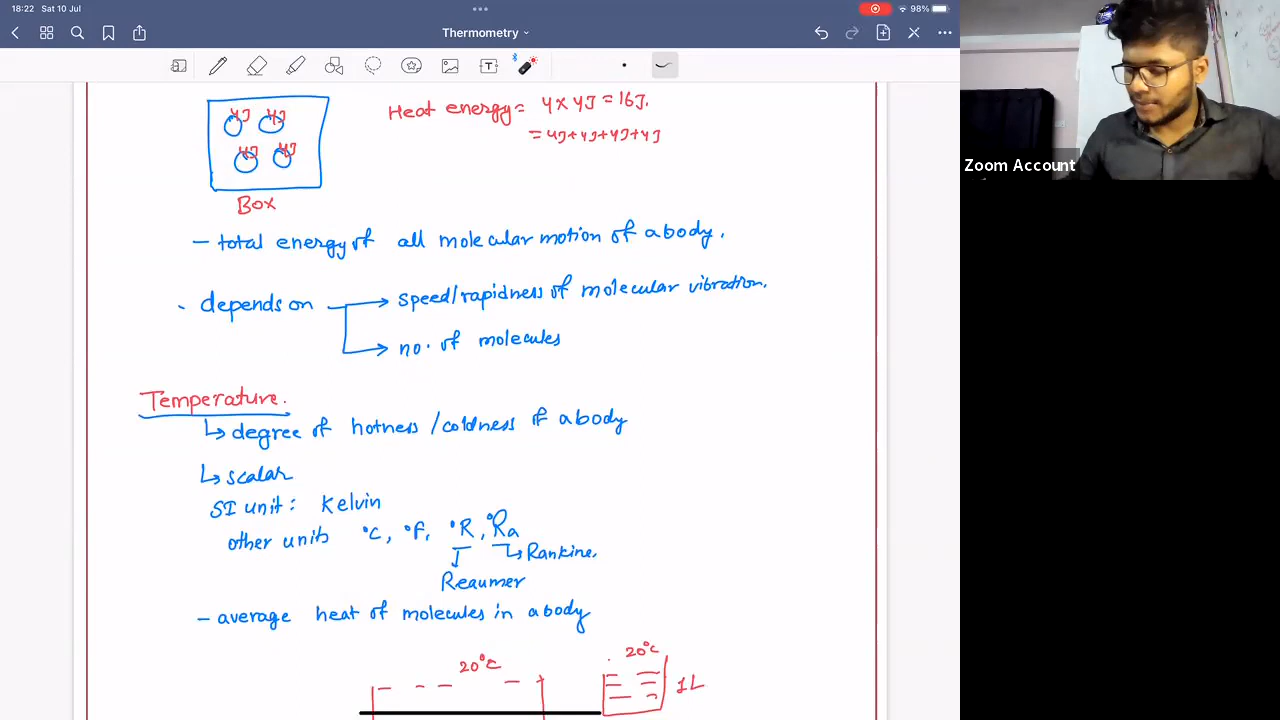 18:22 Sat 10 Jul
98%
Thermometry
4J 4J
4J 4J
Box
Heat energy = 4 x 4J = 16J.
= 4J+4J+4J+4J
Zoom Account
- total energy of all molecular motion of a body.
- depends on → speed/rapidness of molecular vibration.
→ no. of molecules
Temperature.
↳ degree of hotness /coldness of a body
↳ scalar
SI unit : Kelvin
other units °C, °F, °R, °Ra
↳ Rankine.
Reaumer
- average heat of molecules in a body
20°C
20°C
1L